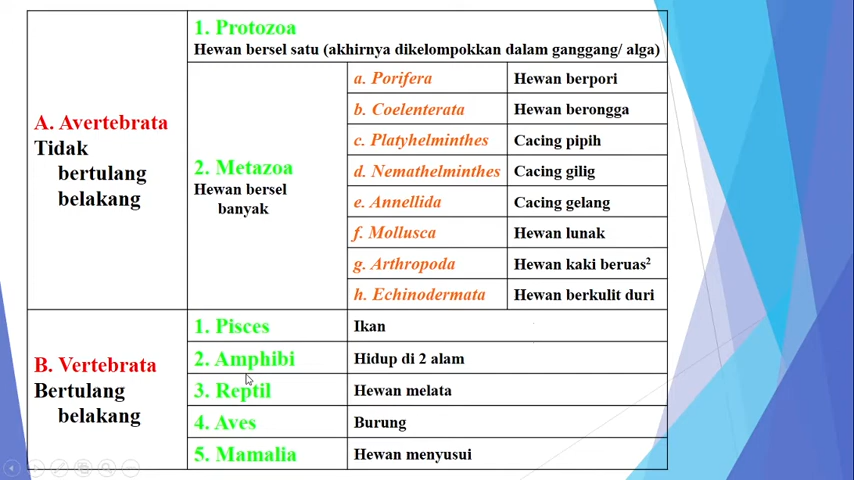 A. Avertebrata
Tidak
bertulang
belakang
1. Protozoa
Hewan bersel satu (akhirnya dikelompokkan dalam ganggang/ alga)
2. Metazoa
Hewan bersel
banyak
a. Porifera Hewan berpori
b. Coelenterata Hewan berongga
c. Platyhelminthes Cacing pipih
d. Nemathelminthes Cacing gilig
e. Annellida Cacing gelang
f. Mollusca Hewan lunak
g. Arthropoda Hewan kaki beruas²
h. Echinodermata Hewan berkulit duri
B. Vertebrata
Bertulang
belakang
1. Pisces Ikan
2. Amphibi Hidup di 2 alam
3. Reptil Hewan melata
4. Aves Burung
5. Mamalia Hewan menyusui